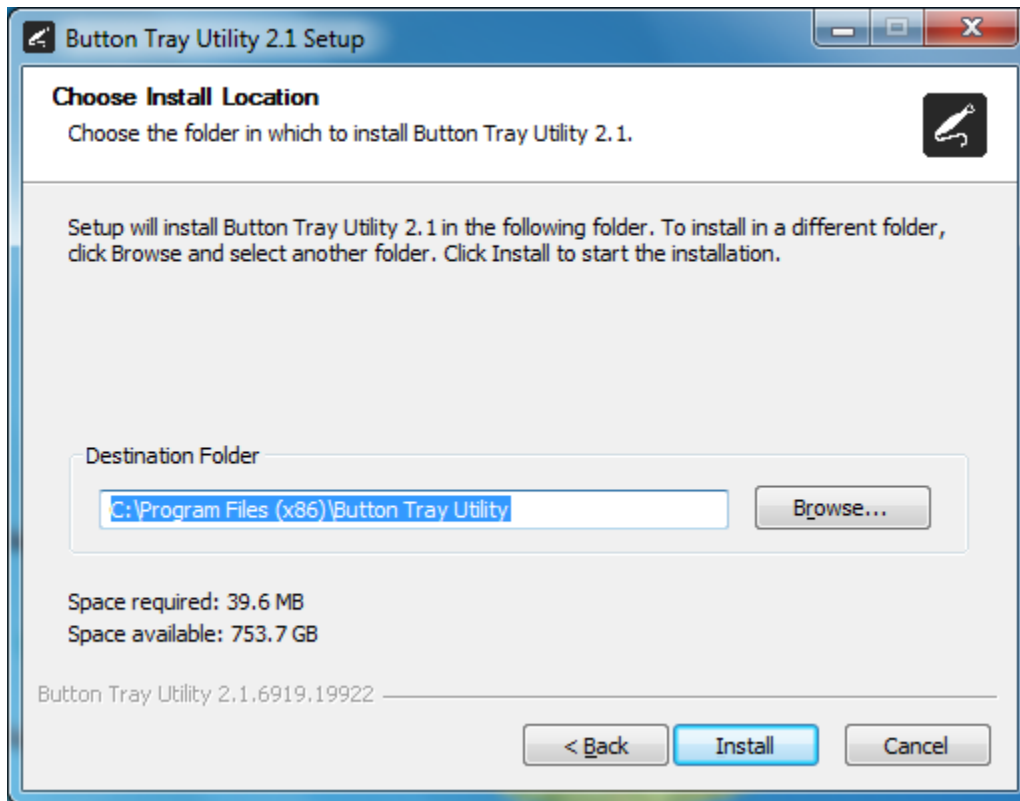 Button Tray Utility 2.1 Setup
Choose Install Location
Choose the folder in which to install Button Tray Utility 2.1.
Setup will install Button Tray Utility 2.1 in the following folder. To install in a different folder,
click Browse and select another folder. Click Install to start the installation.
Destination Folder
C:\Program Files (x86)\Button Tray Utility
Browse...
Space required: 39.6 MB
Space available: 753.7 GB
Button Tray Utility 2.1.6919.19922
< Back Install Cancel